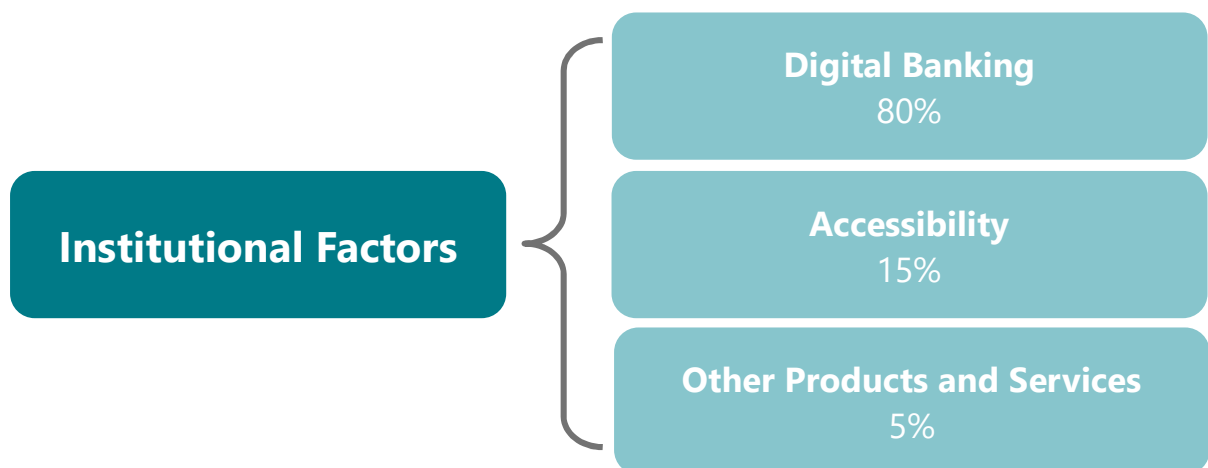 Institutional Factors
Digital Banking
80%
Accessibility
15%
Other Products and Services
5%